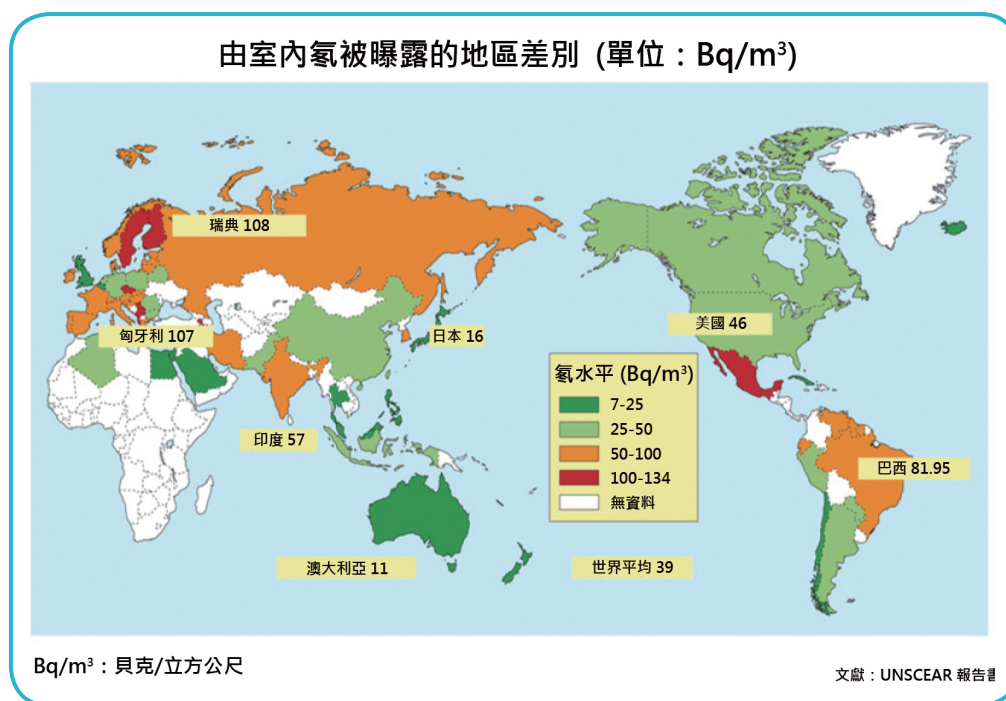 由室內氡被曝露的地區差別 (單位：Bq/m³)
瑞典 108
匈牙利 107
日本 16
美國 46
氡水平 (Bq/m³)
7-25
25-50
50-100
100-134
無資料
印度 57
巴西 81.95
澳大利亞 11
世界平均 39
Bq/m³：貝克/立方公尺
文獻：UNSCEAR 報告書